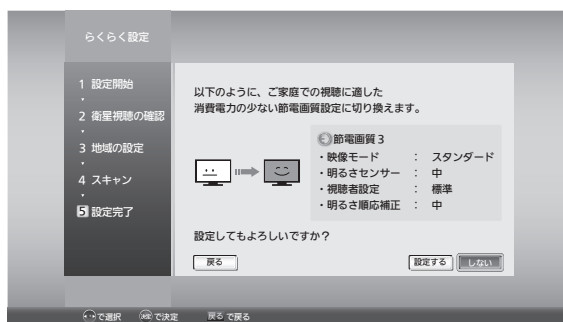 らくらく設定
1 設定開始
2 衛星視聴の確認
3 地域の設定
4 スキャン
5 設定完了
以下のように、ご家庭での視聴に適した
消費電力の少ない節電画質設定に切り換えます。
節電画質3
・映像モード : スタンダード
・明るさセンサー : 中
・視聴者設定 : 標準
・明るさ順応補正 : 中
設定してもよろしいですか?
戻る 設定する しない
で選択 決定 で決定 戻る で戻る